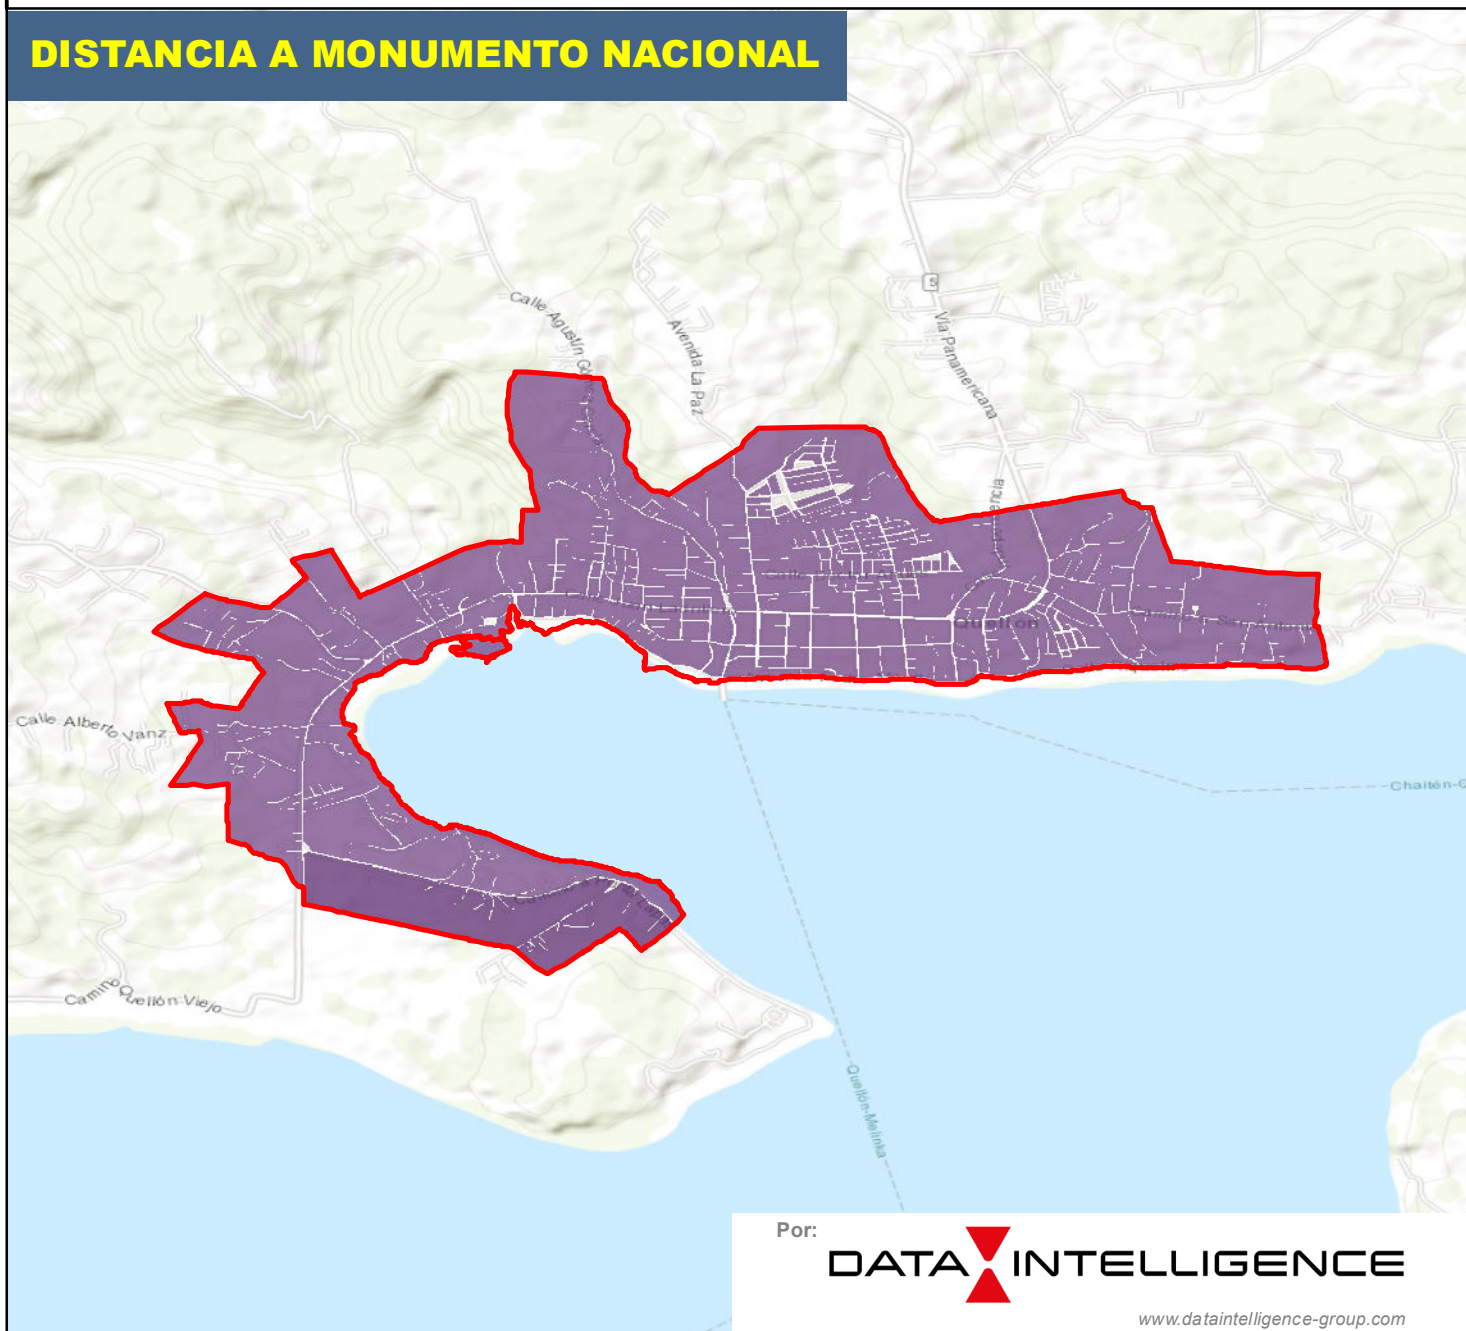 DISTANCIA A MONUMENTO NACIONAL
Calle Agustín
Avenida La Paz
5
Vía Panamericana
Quellón
Calle Alberto Vanz
Chaitén-
Camino Quellón Viejo
Quellón-Melinka
Por:
DATA INTELLIGENCE
www.dataintelligence-group.com